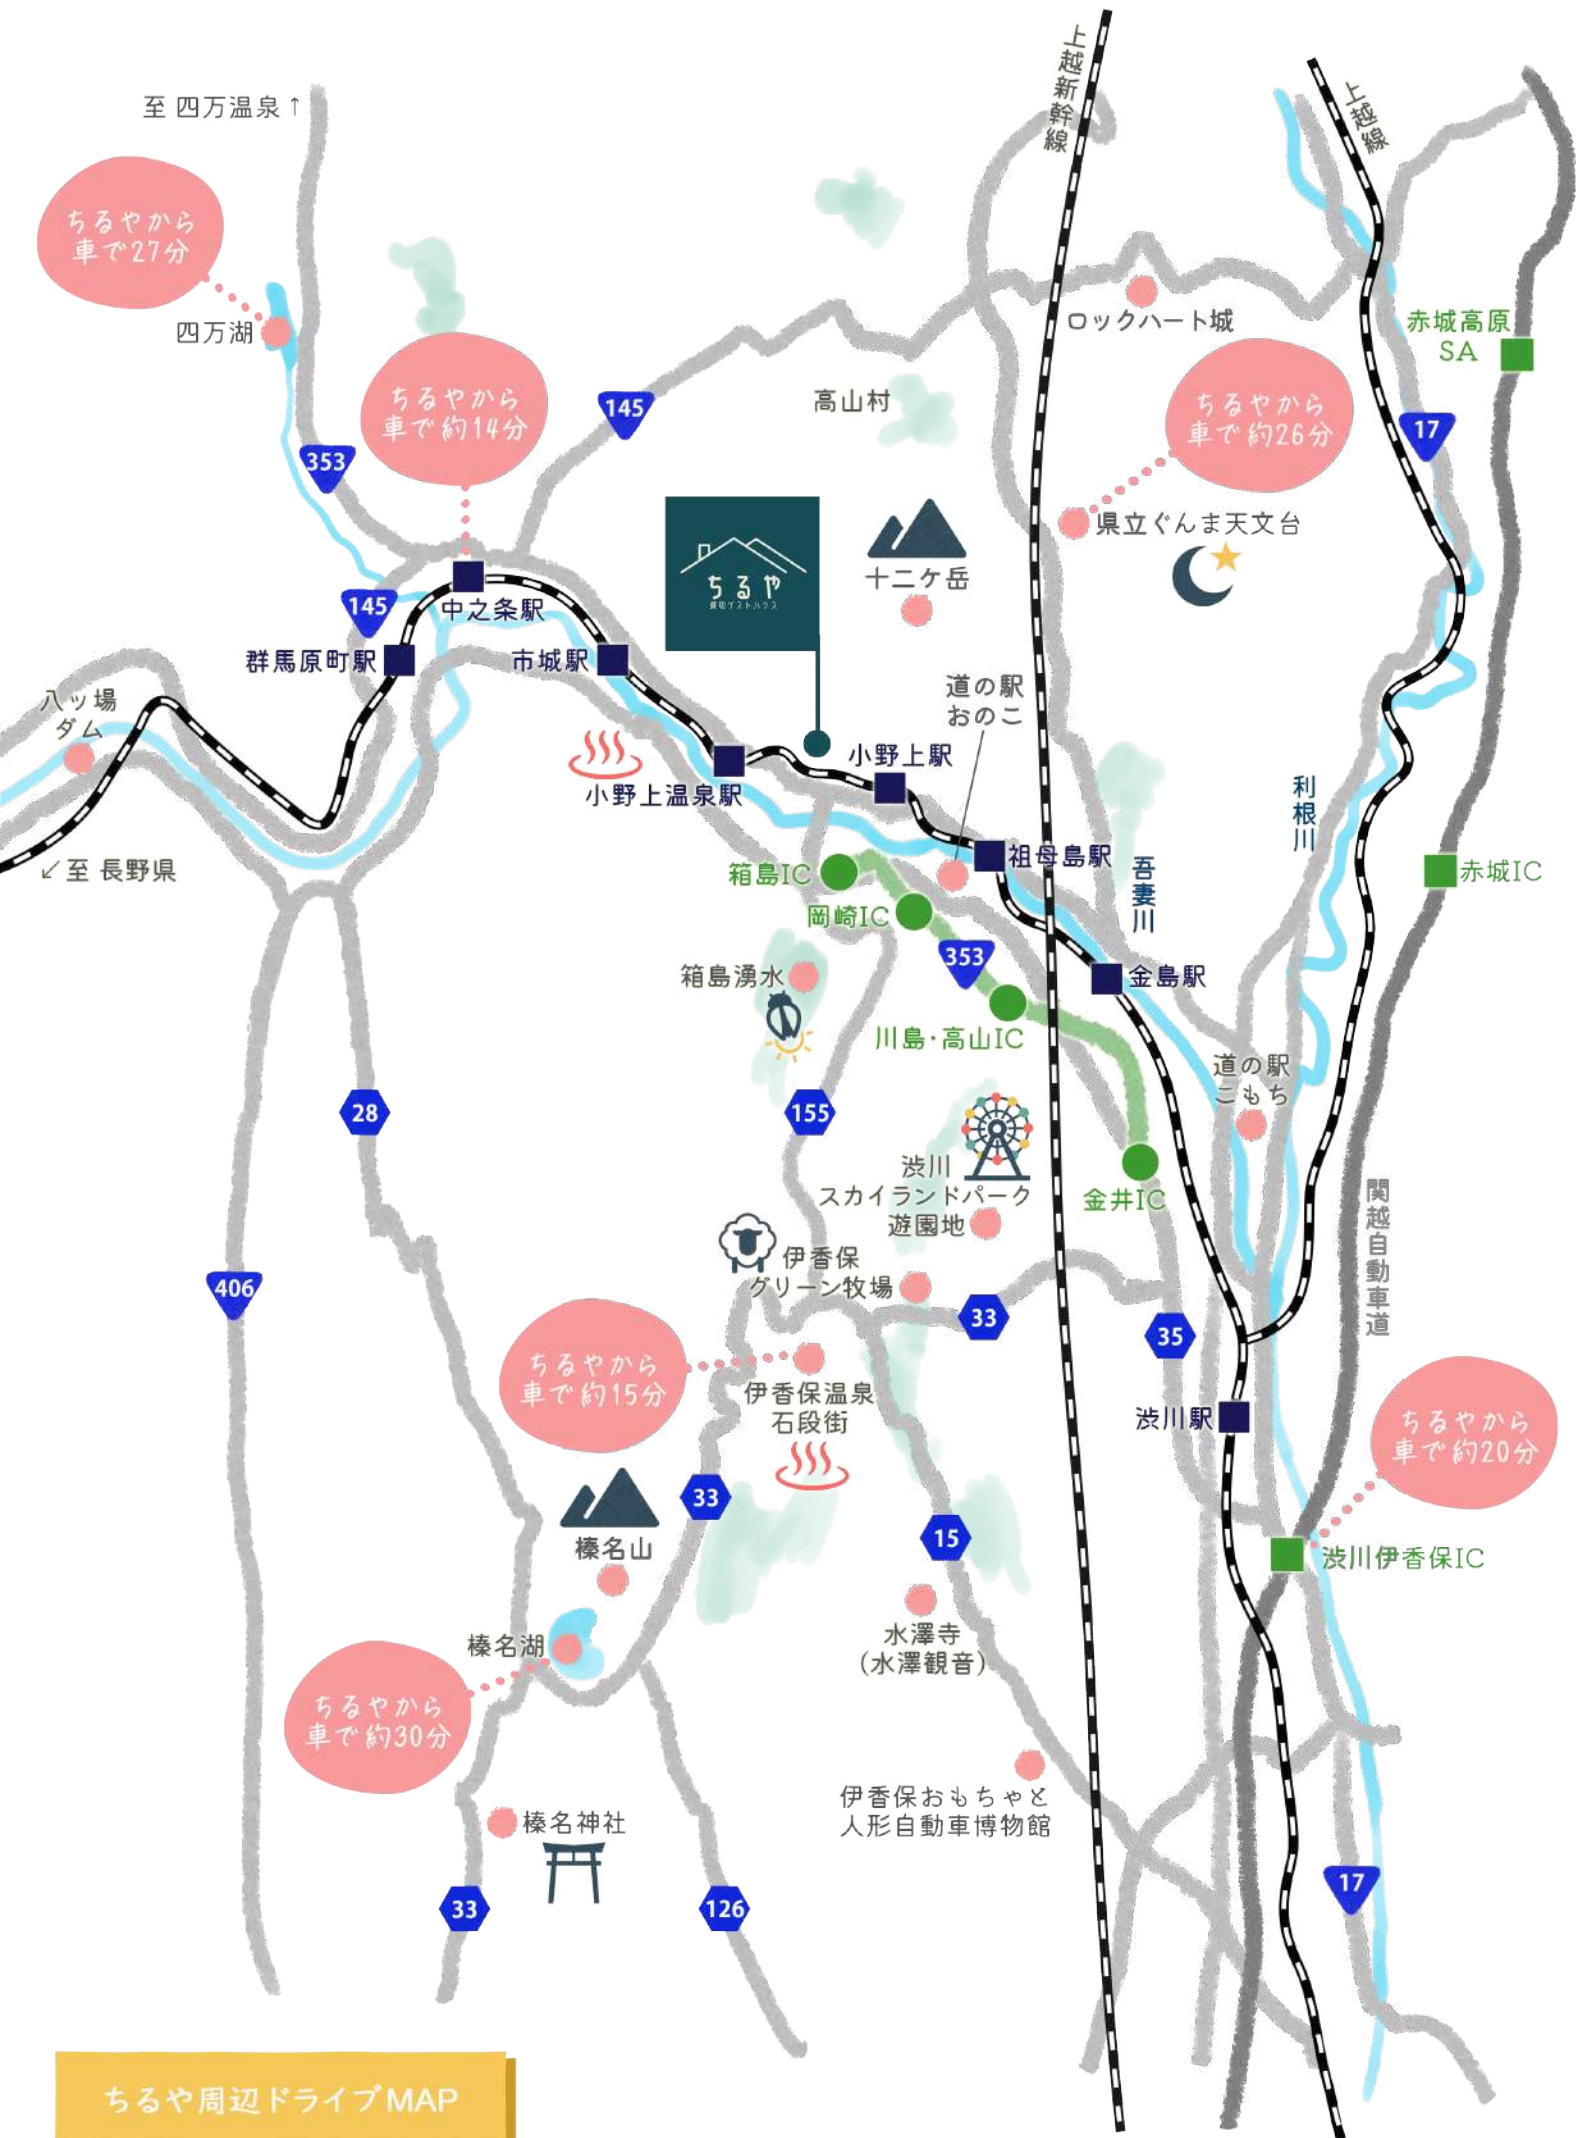 上越新幹線
上越線
至 四万温泉↑
ちるやから
車で27分
四万湖
ロックハート城
赤城高原
SA
ちるやから
車で約14分
145
高山村
ちるやから
車で約26分
17
353
県立ぐんま天文台
ちるや
貸切ゲストハウス
十二ケ岳
145
中之条駅
群馬原町駅
市城駅
八ッ場
ダム
道の駅
おのこ
小野上駅
小野上温泉駅
利根川
↙至 長野県
箱島IC
祖母島駅
吾妻川
赤城IC
岡崎IC
353
箱島湧水
金島駅
川島・高山IC
道の駅
こもち
28
155
渋川
スカイランドパーク
遊園地
金井IC
関越自動車道
伊香保
グリーン牧場
406
33
35
ちるやから
車で約15分
伊香保温泉
石段街
渋川駅
ちるやから
車で約20分
33
15
榛名山
渋川伊香保IC
榛名湖
水澤寺
(水澤観音)
ちるやから
車で約30分
伊香保おもちゃと
人形自動車博物館
榛名神社
33
126
17
ちるや周辺ドライブMAP